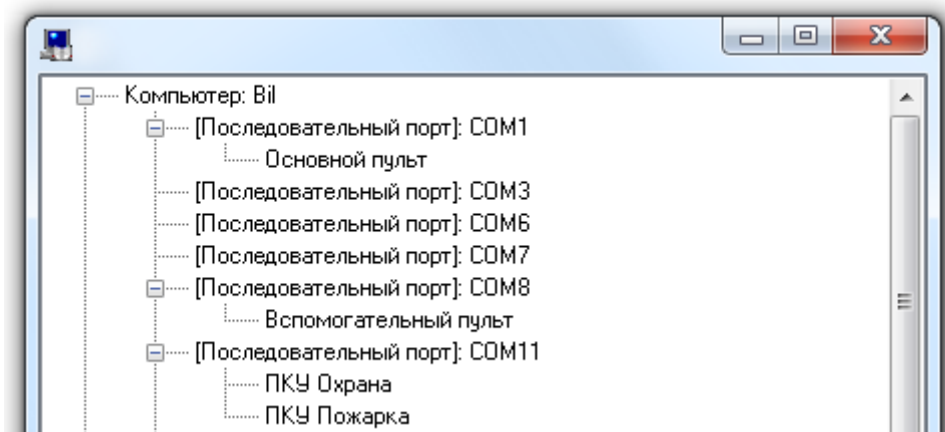 Компьютер: Bil
[Последовательный порт]: COM1
Основной пульт
[Последовательный порт]: COM3
[Последовательный порт]: COM6
[Последовательный порт]: COM7
[Последовательный порт]: COM8
Вспомогательный пульт
[Последовательный порт]: COM11
ПКУ Охрана
ПКУ Пожарка